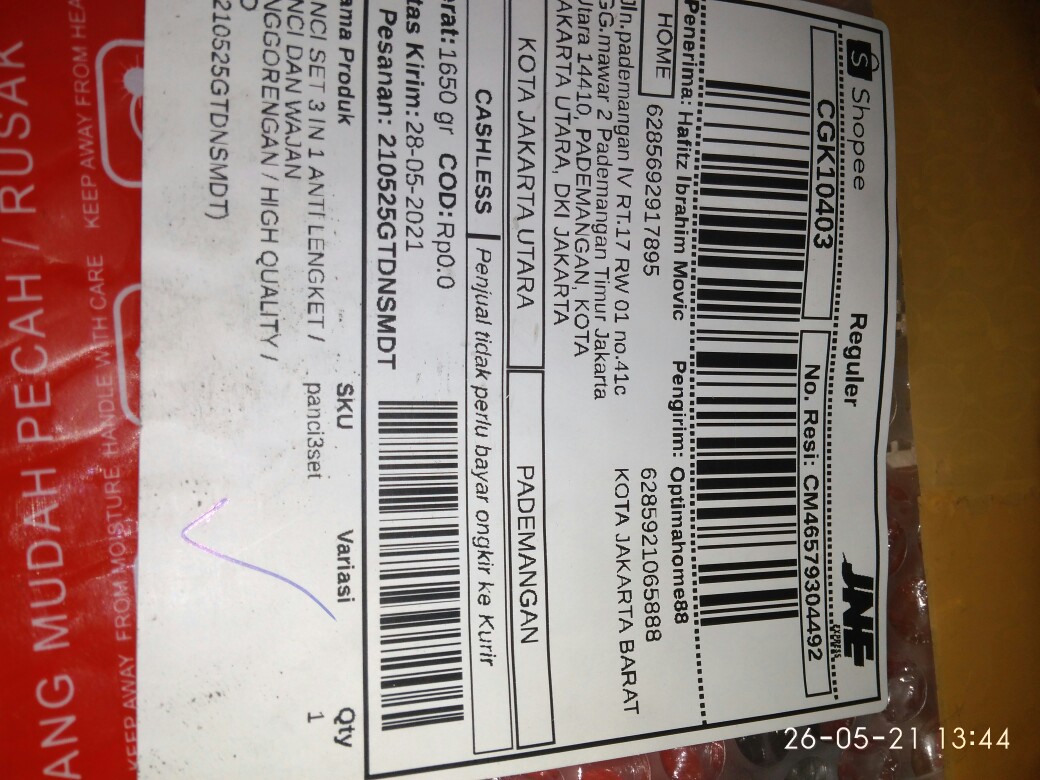 Shopee
Reguler
JNE
EXPRESS
CGK10403
No. Resi: CM46579304492
Penerima: Hafitz Ibrahim Movic
Pengirim: Optimahome88
HOME
6285692917895
6285921065888
Jln.pademangan IV RT.17 RW 01 no.41c
KOTA JAKARTA BARAT
GG.mawar 2 Pademangan Timur Jakarta
Utara 14410, PADEMANGAN, KOTA
JAKARTA UTARA, DKI JAKARTA
KOTA JAKARTA UTARA
PADEMANGAN
CASHLESS
Penjual tidak perlu bayar ongkir ke Kurir
erat: 1650 gr COD: Rp0.0
tas Kirim: 28-05-2021
Pesanan: 210525GTDNSMDT
ama Produk
SKU
Variasi
Qty
NCI SET 3 IN 1 ANTI LENGKET /
panci3set
1
NCI DAN WAJAN
NGGORENGAN / HIGH QUALITY /
210525GTDNSMDT)
KEEP AWAY FROM MOISTURE HANDLE WITH CARE KEEP AWAY FROM HEA
ANG MUDAH PECAH / RUSAK
26-05-21 13:44